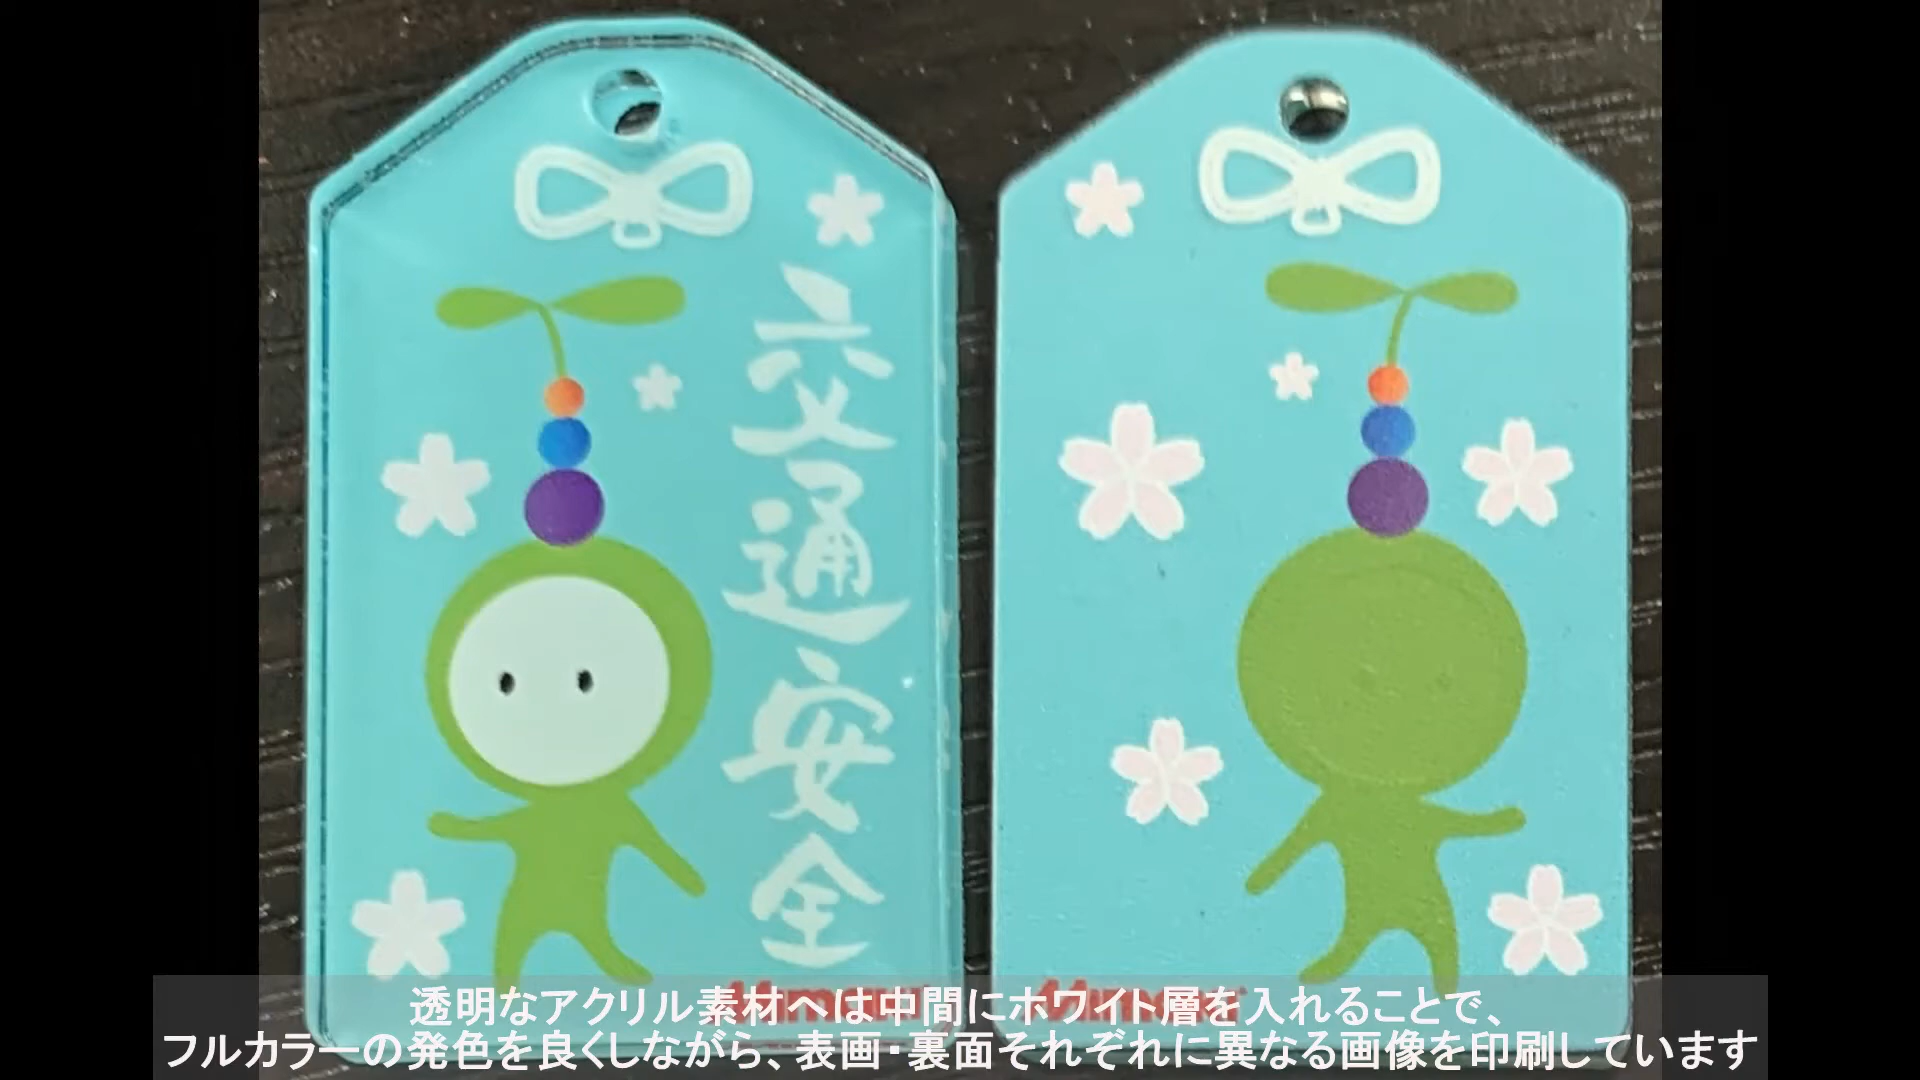 交通安全
Mimaki
Mimaki
透明なアクリル素材へは中間にホワイト層を入れることで、
フルカラーの発色を良くしながら、表画・裏面それぞれに異なる画像を印刷しています